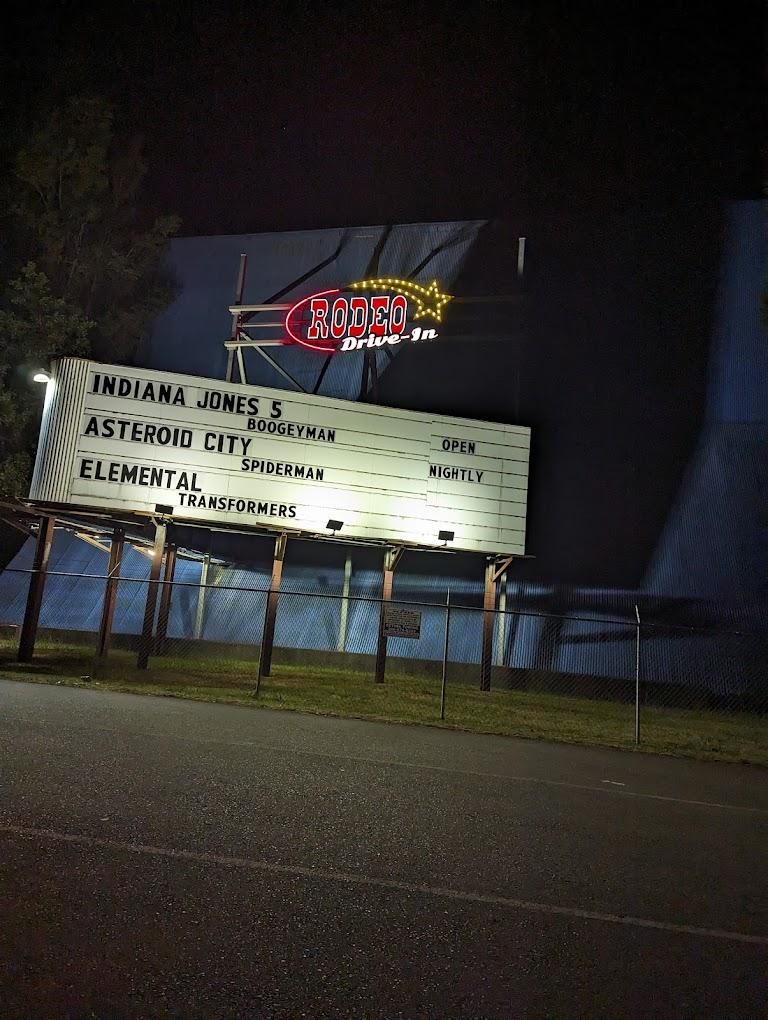 RODEO
Drive-In
INDIANA JONES 5
BOOGEYMAN
ASTEROID CITY
SPIDERMAN
ELEMENTAL
TRANSFORMERS
OPEN
NIGHTLY